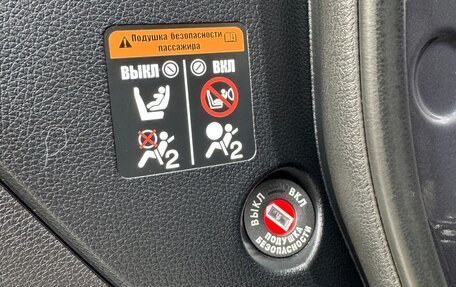 Подушка безопасности
пассажира
ВЫКЛ ВКЛ
2 2
ВЫКЛ ВКЛ
ПОДУШКА
БЕЗОПАСНОСТИ